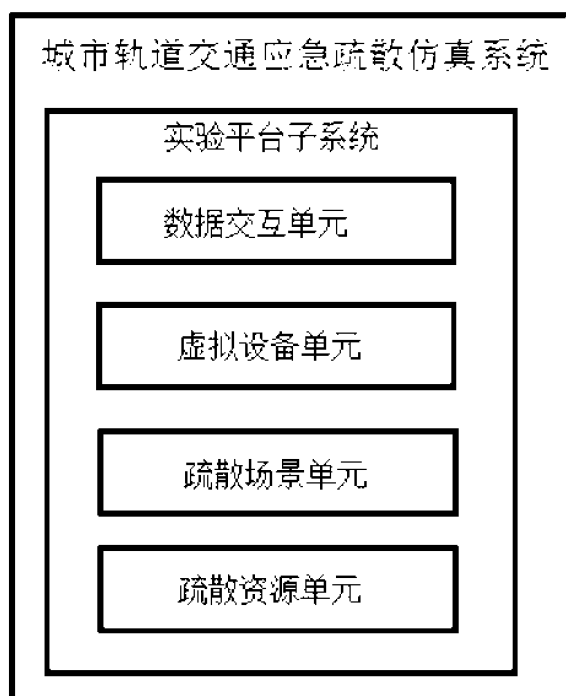 城市轨道交通应急疏散仿真系统
实验平台子系统
数据交互单元
虚拟设备单元
疏散场景单元
疏散资源单元